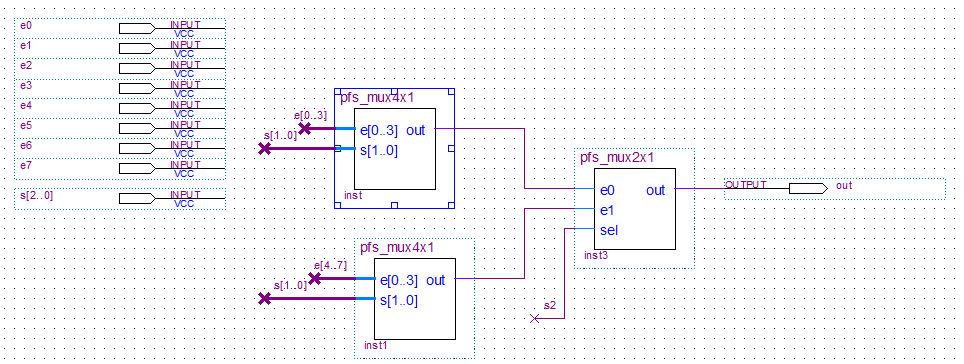 e0 INPUT
VCC
e1 INPUT
VCC
e2 INPUT
VCC
e3 INPUT
VCC
e4 INPUT
VCC
e5 INPUT
VCC
e6 INPUT
VCC
e7 INPUT
VCC
s[2..0] INPUT
VCC
pfs_mux4x1
e[0..3]
e[0..3] out
s[1..0]
s[1..0]
inst
pfs_mux4x1
e[4..7]
e[0..3] out
s[1..0]
s[1..0]
inst1
pfs_mux2x1
e0 out
e1
sel
inst3
s2
OUTPUT out